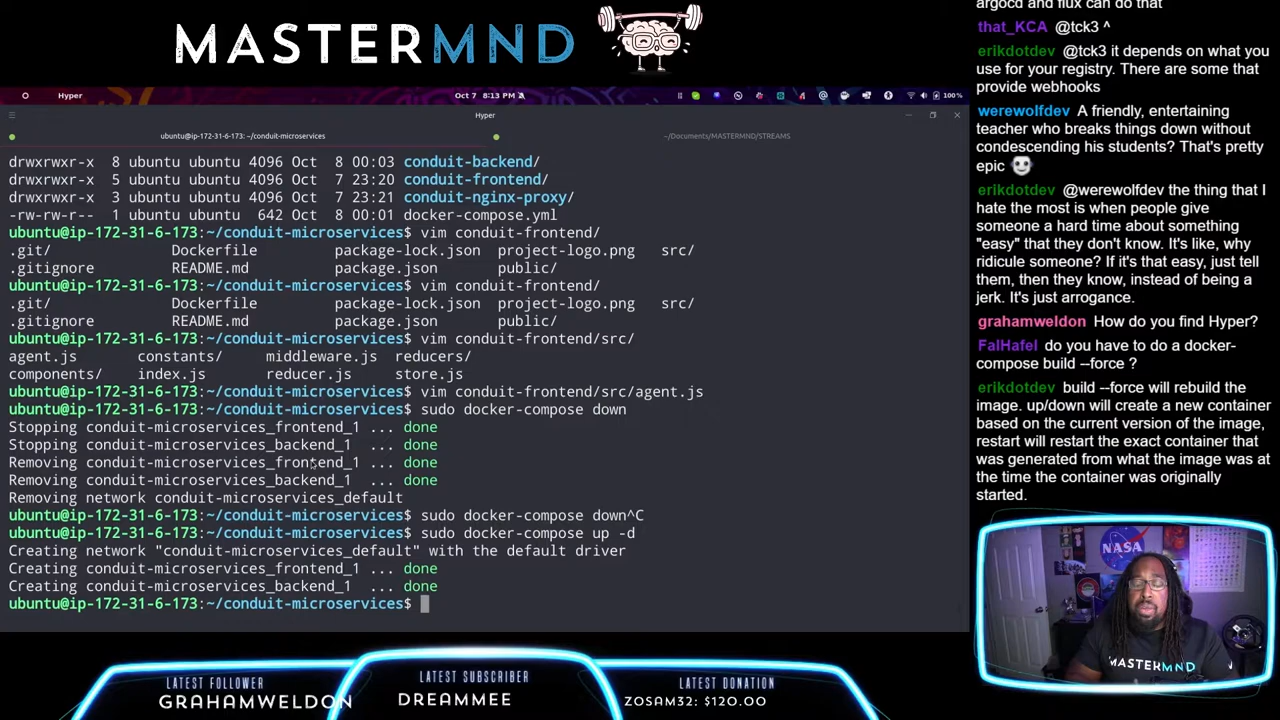 MASTERMND
Hyper
Oct 7 8:13 PM
100%
Hyper
ubuntu@ip-172-31-6-173: ~/conduit-microservices
~/Documents/MASTERMND/STREAMS
drwxrwxr-x 8 ubuntu ubuntu 4096 Oct 8 00:03 conduit-backend/
drwxrwxr-x 5 ubuntu ubuntu 4096 Oct 7 23:20 conduit-frontend/
drwxrwxr-x 3 ubuntu ubuntu 4096 Oct 7 23:21 conduit-nginx-proxy/
-rw-rw-r-- 1 ubuntu ubuntu 642 Oct 8 00:01 docker-compose.yml
ubuntu@ip-172-31-6-173:~/conduit-microservices$ vim conduit-frontend/
.git/ Dockerfile package-lock.json project-logo.png src/
.gitignore README.md package.json public/
ubuntu@ip-172-31-6-173:~/conduit-microservices$ vim conduit-frontend/
.git/ Dockerfile package-lock.json project-logo.png src/
.gitignore README.md package.json public/
ubuntu@ip-172-31-6-173:~/conduit-microservices$ vim conduit-frontend/src/
agent.js constants/ middleware.js reducers/
components/ index.js reducer.js store.js
ubuntu@ip-172-31-6-173:~/conduit-microservices$ vim conduit-frontend/src/agent.js
ubuntu@ip-172-31-6-173:~/conduit-microservices$ sudo docker-compose down
Stopping conduit-microservices_frontend_1 ... done
Stopping conduit-microservices_backend_1 ... done
Removing conduit-microservices_frontend_1 ... done
Removing conduit-microservices_backend_1 ... done
Removing network conduit-microservices_default
ubuntu@ip-172-31-6-173:~/conduit-microservices$ sudo docker-compose down^C
ubuntu@ip-172-31-6-173:~/conduit-microservices$ sudo docker-compose up -d
Creating network "conduit-microservices_default" with the default driver
Creating conduit-microservices_frontend_1 ... done
Creating conduit-microservices_backend_1 ... done
ubuntu@ip-172-31-6-173:~/conduit-microservices$
argocd and flux can do that
that_KCA @tck3 ^
erikdotdev @tck3 it depends on what you
use for your registry. There are some that
provide webhooks
werewolfdev A friendly, entertaining
teacher who breaks things down without
condescending his students? That's pretty
epic
erikdotdev @werewolfdev the thing that I
hate the most is when people give
someone a hard time about something
"easy" that they don't know. It's like, why
ridicule someone? If it's that easy, just tell
them, then they know, instead of being a
jerk. It's just arrogance.
grahamweldon How do you find Hyper?
FalHafel do you have to do a docker-
compose build --force ?
erikdotdev build --force will rebuild the
image. up/down will create a new container
based on the current version of the image,
restart will restart the exact container that
was generated from what the image was at
the time the container was originally
started.
NASA
MASTERMND
LATEST FOLLOWER
GRAHAMWELDON
LATEST SUBSCRIBER
DREAMMEE
LATEST DONATION
ZOSAM32: $120.00